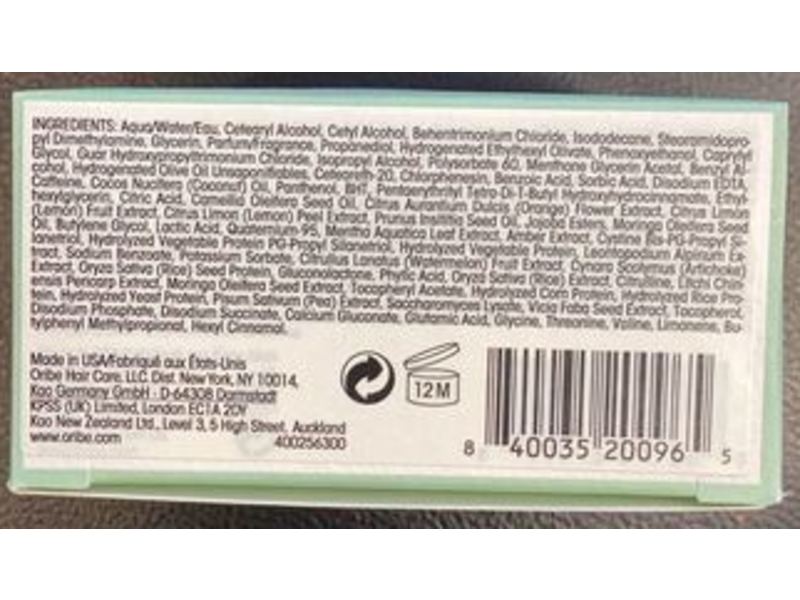 INGREDIENTS: Aqua/Water/Eau, Cetearyl Alcohol, Cetyl Alcohol, Behentrimonium Chloride, Isododecane, Stearamidopro-
pyl Dimethylamine, Glycerin, Parfum/Fragrance, Propanediol, Hydrogenated Ethylhexyl Olivate, Phenoxyethanol, Caprylyl
Glycol, Guar Hydroxypropyltrimonium Chloride, Isopropyl Alcohol, Polysorbate 60, Menthone Glycerin Acetal, Benzyl Al-
cohol, Hydrogenated Olive Oil Unsaponifiables, Ceteareth-20, Chlorphenesin, Benzoic Acid, Sorbic Acid, Disodium EDTA,
Caffeine, Cocos Nucifera (Coconut) Oil, Panthenol, BHT, Pentaerythrityl Tetra-Di-T-Butyl Hydroxyhydrocinnamate, Ethyl-
hexylglycerin, Citric Acid, Camellia Oleifera Seed Oil, Citrus Aurantium Dulcis (Orange) Flower Extract, Citrus Limon
(Lemon) Fruit Extract, Citrus Limon (Lemon) Peel Extract, Prunus Insititia Seed Oil, Jojoba Esters, Moringa Oleifera Seed
Oil, Butylene Glycol, Lactic Acid, Quaternium-95, Mentha Aquatica Leaf Extract, Amber Extract, Cystine Bis-PG-Propyl Si-
lanetriol, Hydrolyzed Vegetable Protein PG-Propyl Silanetriol, Hydrolyzed Vegetable Protein, Leontopodium Alpinum Ex-
tract, Sodium Benzoate, Potassium Sorbate, Citrullus Lanatus (Watermelon) Fruit Extract, Cynara Scolymus (Artichoke)
Extract, Oryza Sativa (Rice) Seed Protein, Gluconolactone, Phytic Acid, Oryza Sativa (Rice) Extract, Citrulline, Litchi Chin-
ensis Pericarp Extract, Moringa Oleifera Seed Extract, Tocopheryl Acetate, Hydrolyzed Corn Protein, Hydrolyzed Rice Pro-
tein, Hydrolyzed Yeast Protein, Pisum Sativum (Pea) Extract, Saccharomyces Lysate, Vicia Faba Seed Extract, Tocopherol,
Disodium Phosphate, Disodium Succinate, Calcium Gluconate, Glutamic Acid, Glycine, Threonine, Valine, Limonene, Bu-
tylphenyl Methylpropional, Hexyl Cinnamal.
Made in USA/Fabriqué aux États-Unis
Oribe Hair Care, LLC. Dist. New York, NY 10014,
Kao Germany GmbH · D-64308 Darmstadt
KPSS (UK) Limited, London EC1A 2DY
Kao New Zealand Ltd., Level 3, 5 High Street, Auckland
www.oribe.com 400256300
12M
8 40035 20096 5